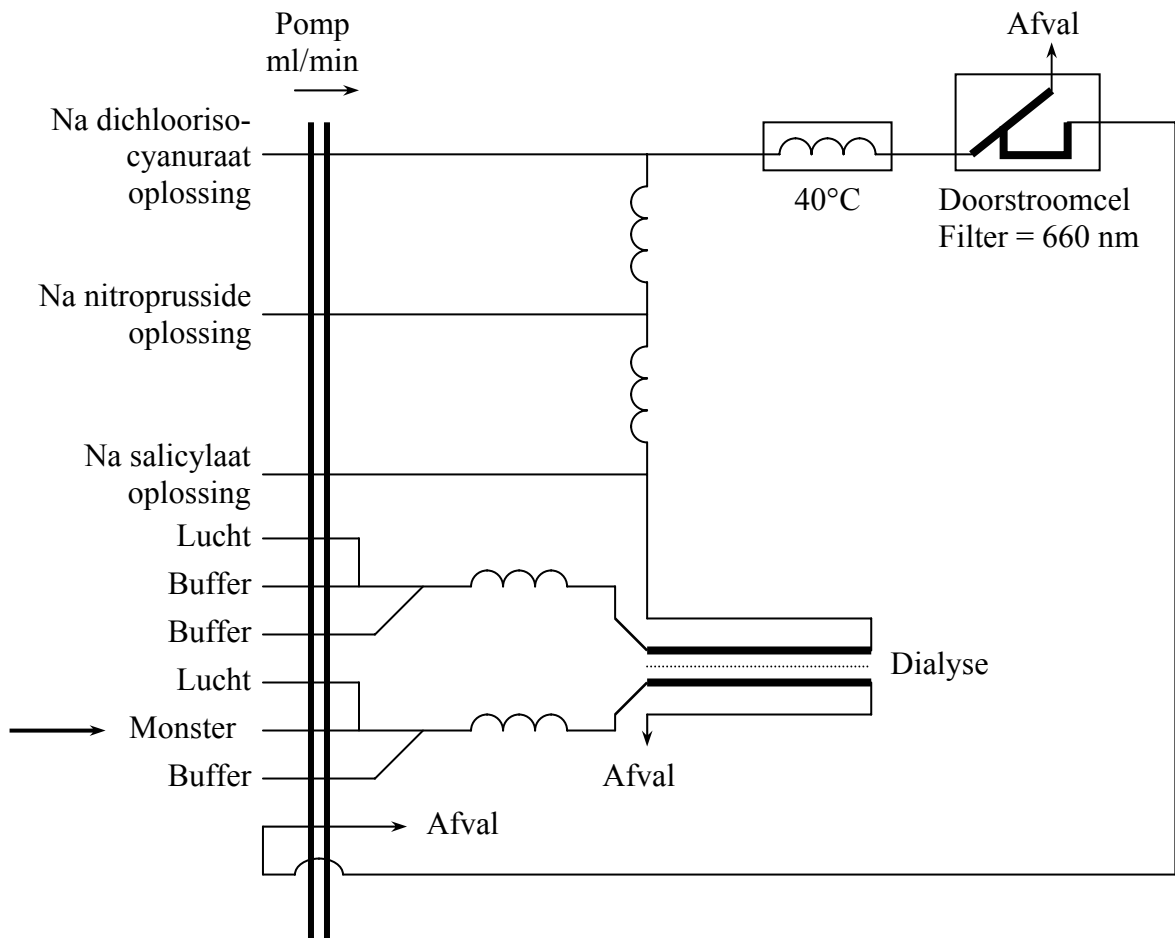 Pomp
ml/min
Afval
Na dichlooriso-
cyanuraat
oplossing
40°C
Doorstroomcel
Filter = 660 nm
Na nitroprusside
oplossing
Na salicylaat
oplossing
Lucht
Buffer
Buffer
Lucht
Dialyse
Monster
Buffer
Afval
Afval